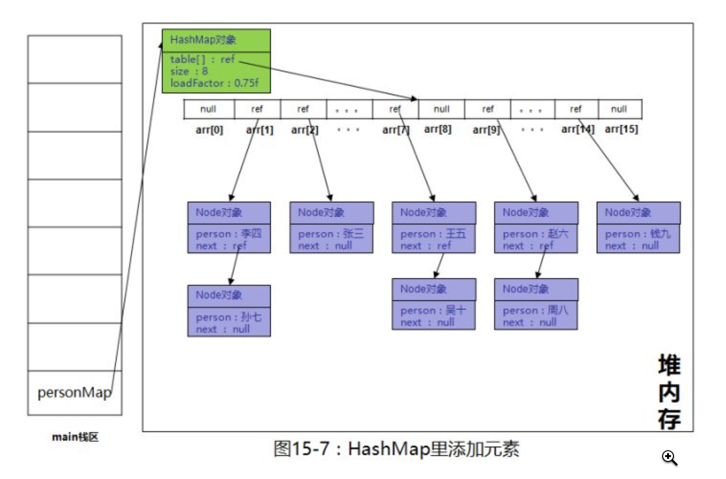 HashMap对象
table[] : ref
size : 8
loadFactor : 0.75f
null ref ref 。。。 ref null ref 。。。 ref null
arr[0] arr[1] arr[2] 。。。 arr[7] arr[8] arr[9] 。。。 arr[14] arr[15]
Node对象
person : 李四
next : ref
Node对象
person : 张三
next : null
Node对象
person : 王五
next : ref
Node对象
person : 赵六
next : ref
Node对象
person : 钱九
next : null
Node对象
person : 孙七
next : null
Node对象
person : 吴十
next : null
Node对象
person : 周八
next : null
personMap
main栈区
堆内存
图15-7：HashMap里添加元素